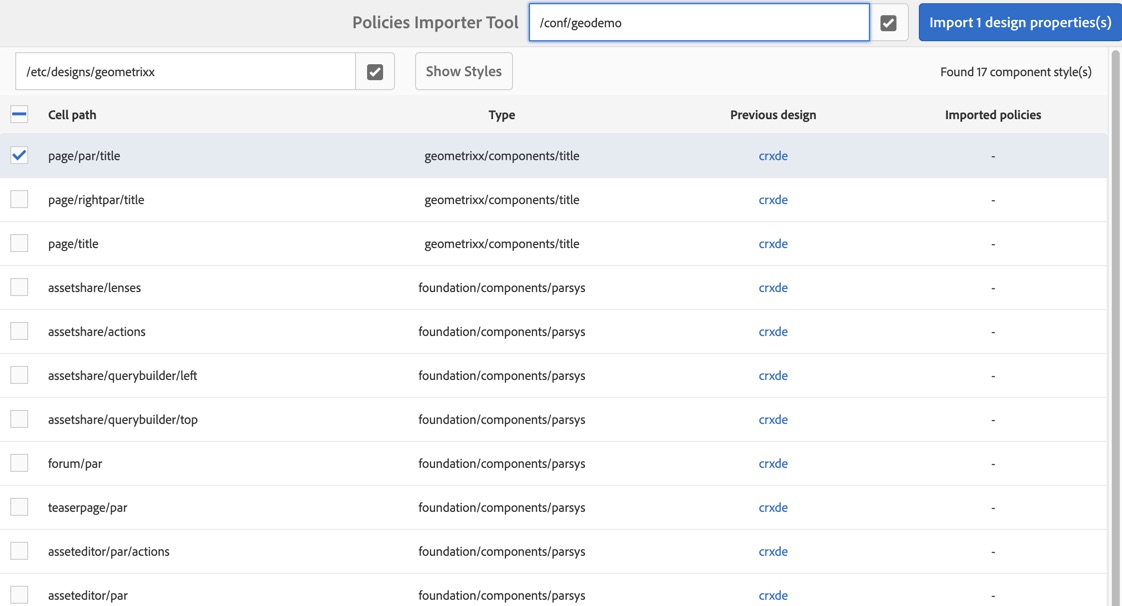 Policies Importer Tool /conf/geodemo Import 1 design properties(s)
/etc/designs/geometrixx Show Styles Found 17 component style(s)
Cell path Type Previous design Imported policies
page/par/title geometrixx/components/title crxde -
page/rightpar/title geometrixx/components/title crxde -
page/title geometrixx/components/title crxde -
assetshare/lenses foundation/components/parsys crxde -
assetshare/actions foundation/components/parsys crxde -
assetshare/querybuilder/left foundation/components/parsys crxde -
assetshare/querybuilder/top foundation/components/parsys crxde -
forum/par foundation/components/parsys crxde -
teaserpage/par foundation/components/parsys crxde -
asseteditor/par/actions foundation/components/parsys crxde -
asseteditor/par foundation/components/parsys crxde -